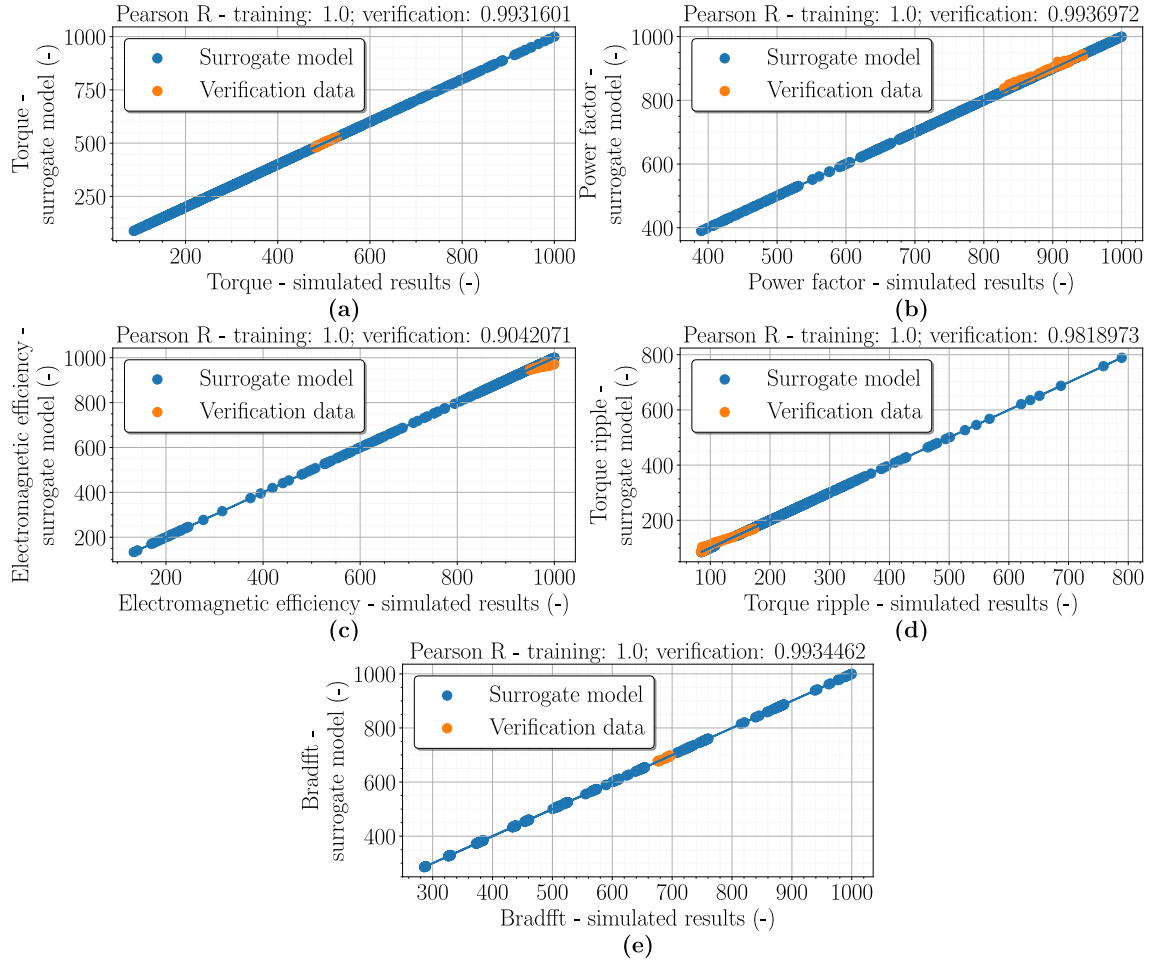 Pearson R - training: 1.0; verification: 0.9931601
Torque -
surrogate model (-)
1000
750
500
250
Surrogate model
Verification data
200 400 600 800 1000
Torque - simulated results (-)
(a)
Pearson R - training: 1.0; verification: 0.9936972
Power factor -
surrogate model (-)
1000
800
600
400
Surrogate model
Verification data
400 500 600 700 800 900 1000
Power factor - simulated results (-)
(b)
Pearson R - training: 1.0; verification: 0.9042071
Electromagnetic efficiency -
surrogate model (-)
1000
800
600
400
200
Surrogate model
Verification data
200 400 600 800 1000
Electromagnetic efficiency - simulated results (-)
(c)
Pearson R - training: 1.0; verification: 0.9818973
Torque ripple -
surrogate model (-)
800
600
400
200
Surrogate model
Verification data
100 200 300 400 500 600 700 800
Torque ripple - simulated results (-)
(d)
Pearson R - training: 1.0; verification: 0.9934462
Bradfft -
surrogate model (-)
1000
800
600
400
Surrogate model
Verification data
300 400 500 600 700 800 900 1000
Bradfft - simulated results (-)
(e)